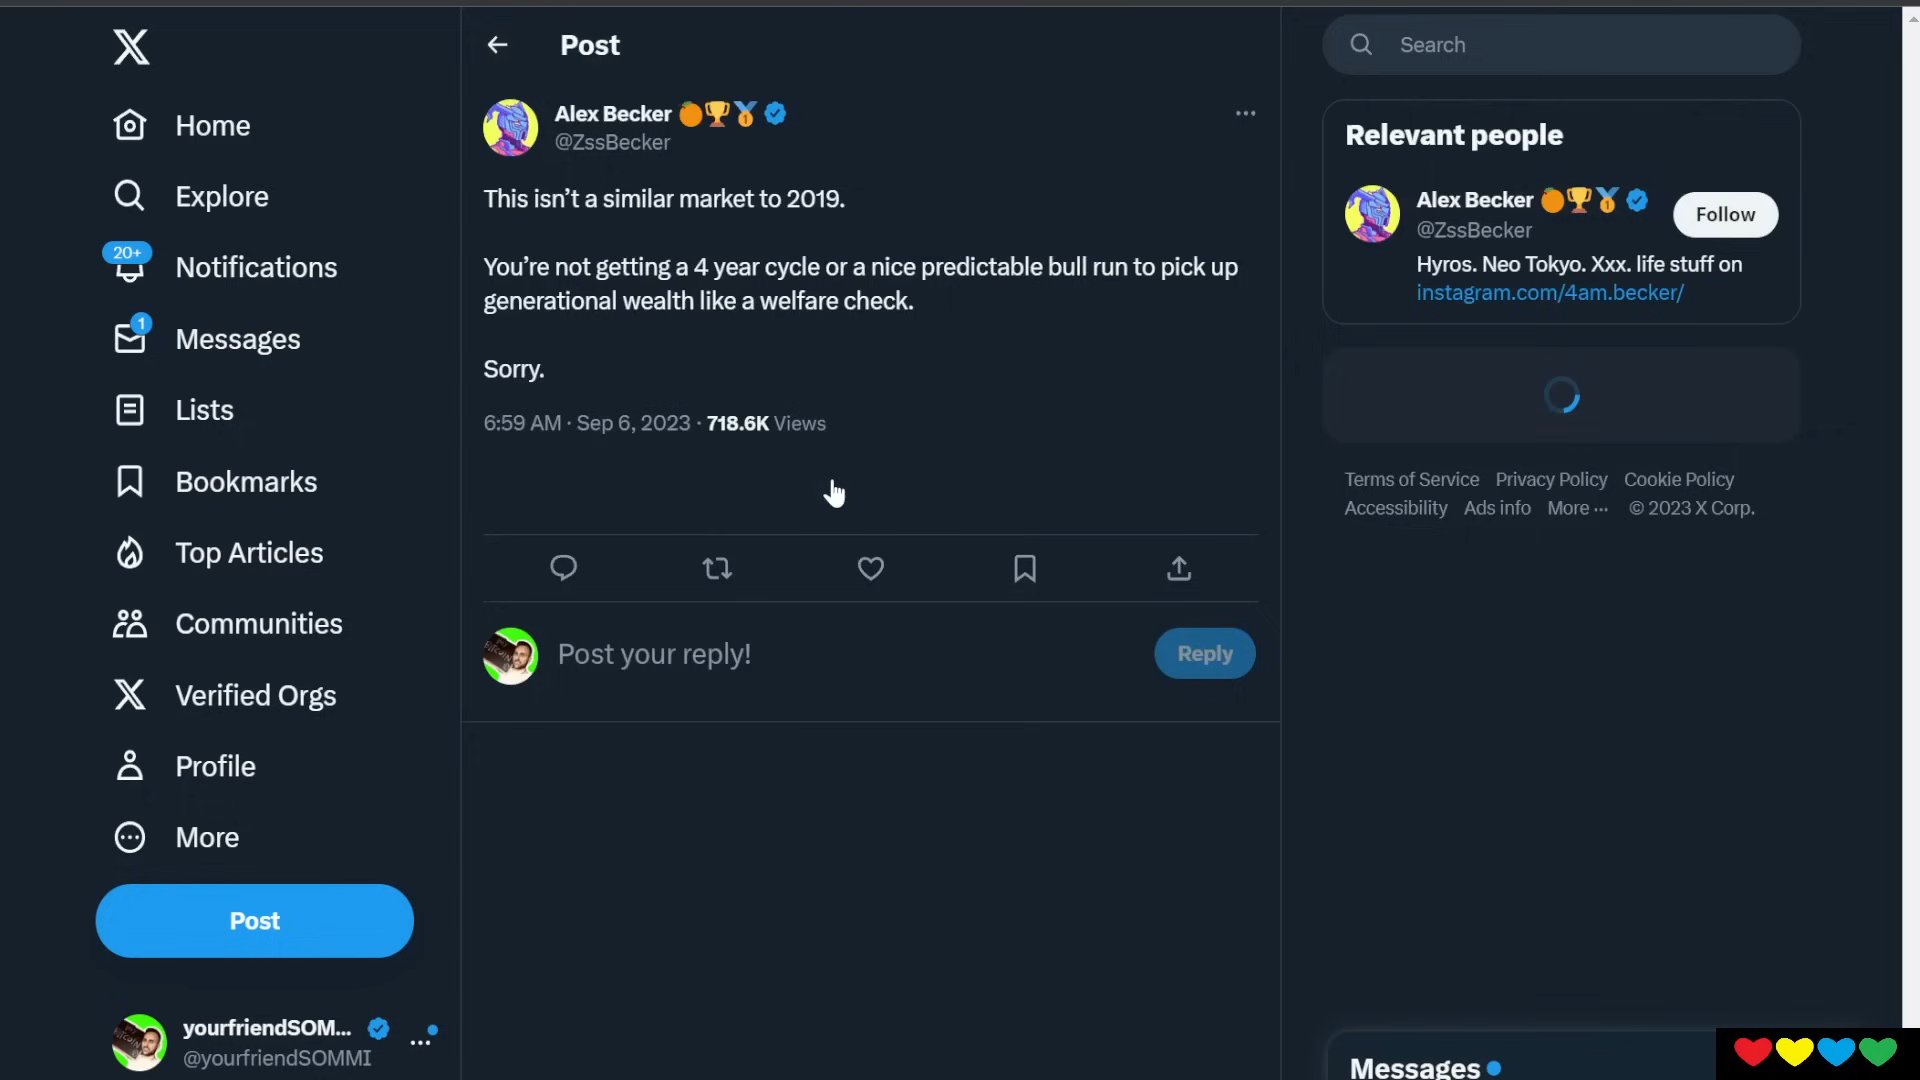 Home
Explore
20+
Notifications
1
Messages
Lists
Bookmarks
Top Articles
Communities
Verified Orgs
Profile
More
Post
yourfriendSOM...
@yourfriendSOMMI
Post
Alex Becker
@ZssBecker
This isn’t a similar market to 2019.
You’re not getting a 4 year cycle or a nice predictable bull run to pick up
generational wealth like a welfare check.
Sorry.
6:59 AM · Sep 6, 2023 · 718.6K Views
Post your reply!
Reply
Search
Relevant people
Alex Becker
@ZssBecker
Follow
Hyros. Neo Tokyo. Xxx. life stuff on
instagram.com/4am.becker/
Terms of Service Privacy Policy Cookie Policy
Accessibility Ads info More ··· © 2023 X Corp.
Messages